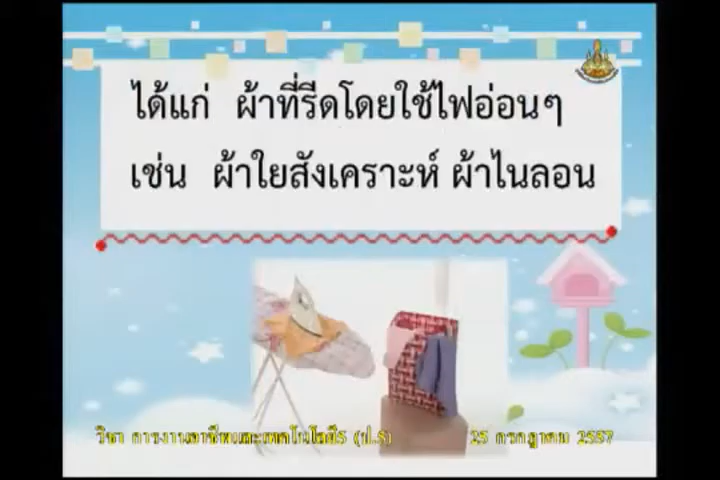 ได้แก่ ผ้าที่รีดโดยใช้ไฟอ่อนๆ
เช่น ผ้าใยสังเคราะห์ ผ้าไนลอน
วิชา การงานอาชีพและเทคโนโลยี5 (ป.5) 25 กรกฎาคม 2557